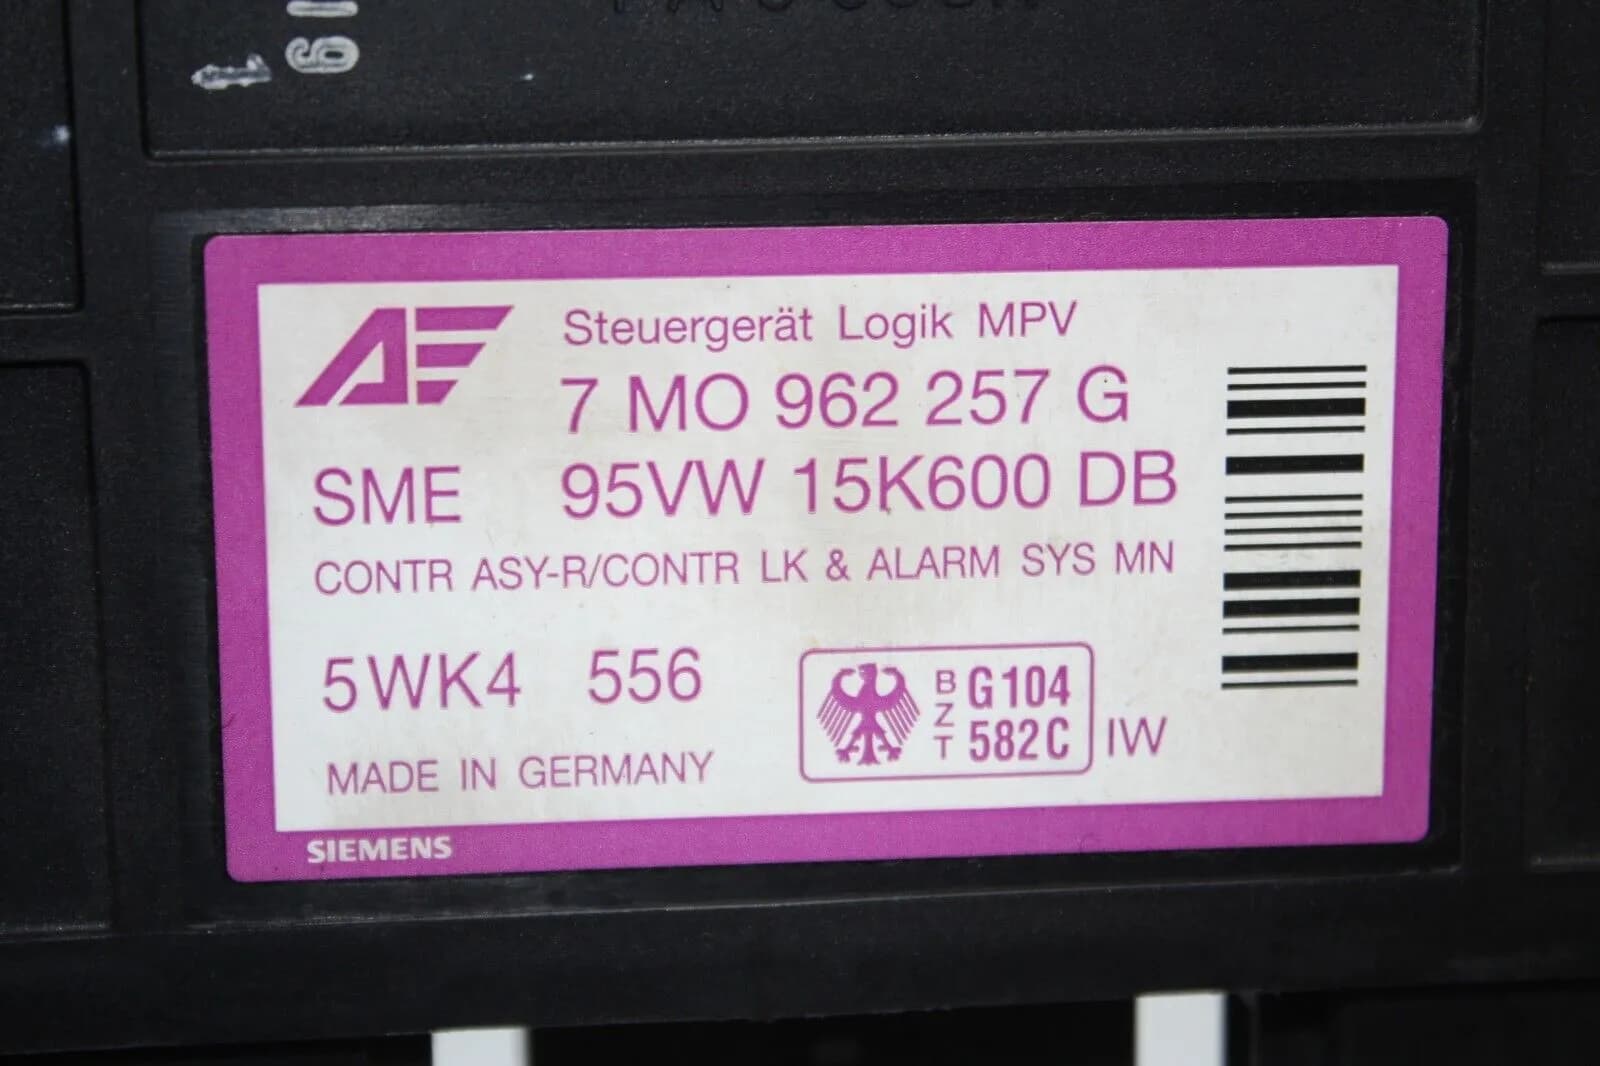 AE
Steuergerät Logik MPV
7 MO 962 257 G
SME 95VW 15K600 DB
CONTR ASY-R/CONTR LK & ALARM SYS MN
5WK4 556
BZT G104 582C IW
MADE IN GERMANY
SIEMENS